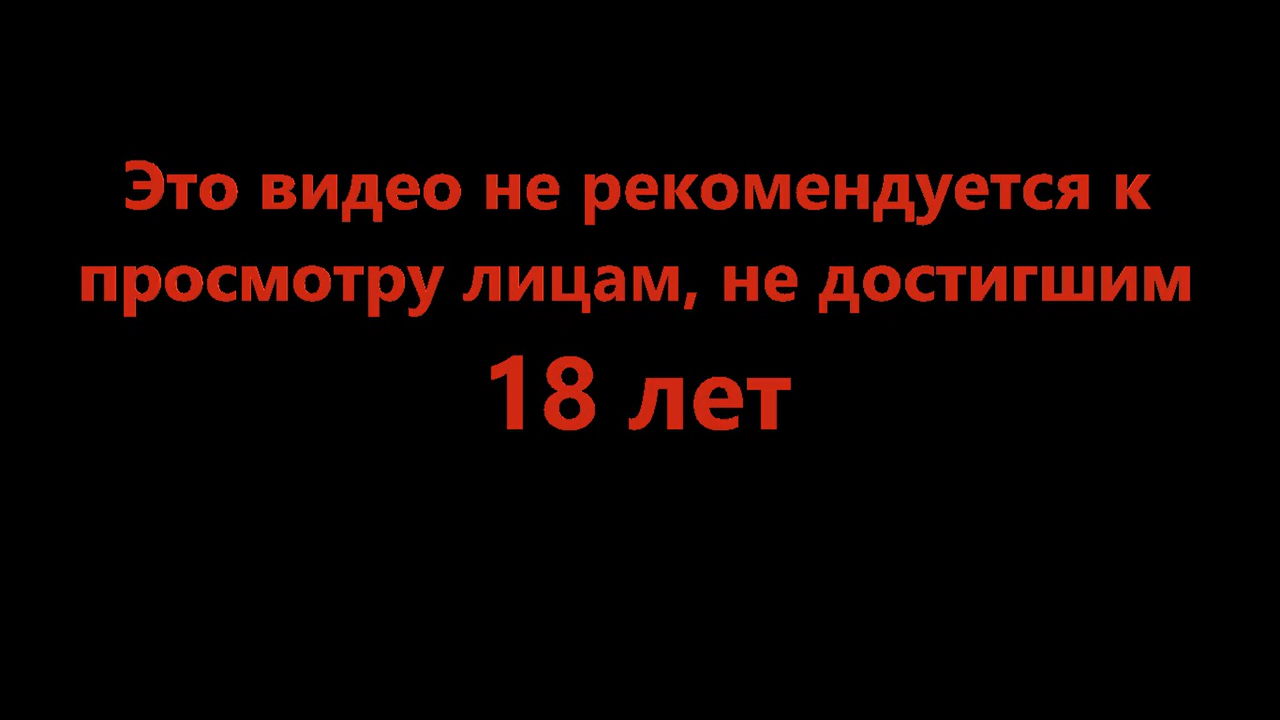 Это видео не рекомендуется к
просмотру лицам, не достигшим
18 лет